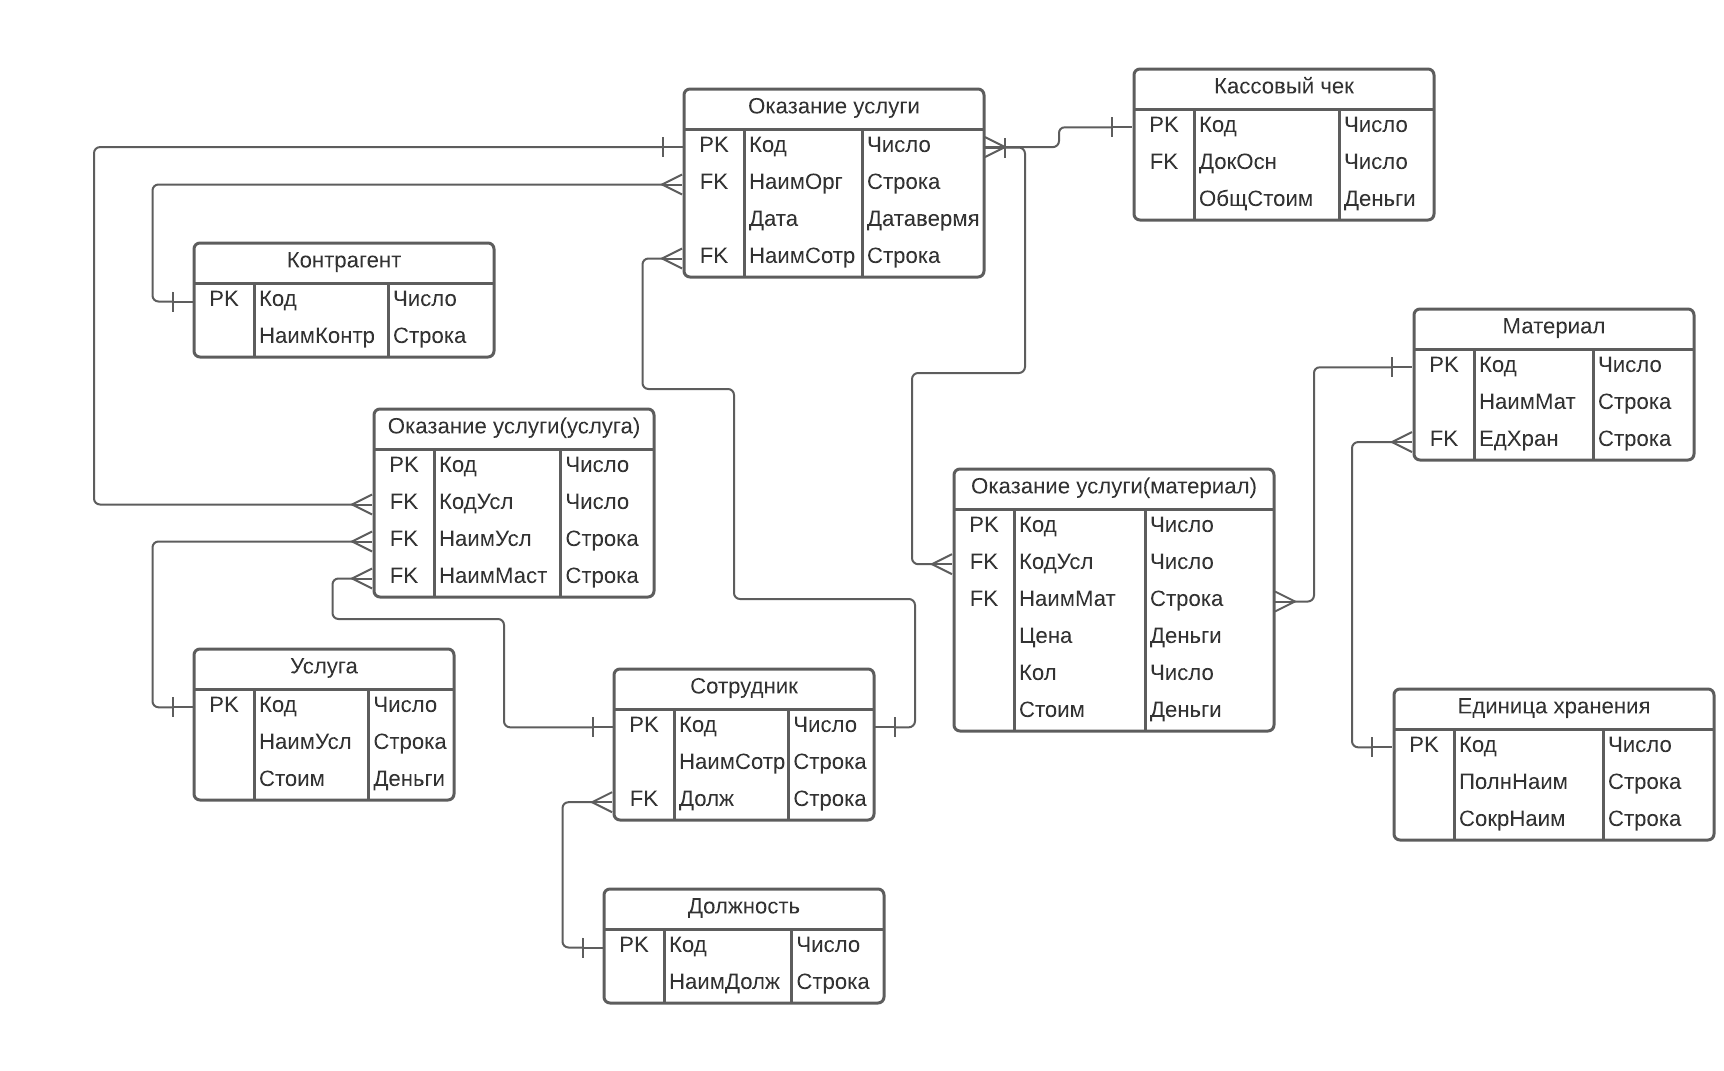 Оказание услуги
PK Код Число
FK НаимОрг Строка
Дата Датавермя
FK НаимСотр Строка
Кассовый чек
PK Код Число
FK ДокОсн Число
ОбщСтоим Деньги
Контрагент
PK Код Число
НаимКонтр Строка
Материал
PK Код Число
НаимМат Строка
FK ЕдХран Строка
Оказание услуги(услуга)
PK Код Число
FK КодУсл Число
FK НаимУсл Строка
FK НаимМаст Строка
Оказание услуги(материал)
PK Код Число
FK КодУсл Число
FK НаимМат Строка
Цена Деньги
Кол Число
Стоим Деньги
Услуга
PK Код Число
НаимУсл Строка
Стоим Деньги
Сотрудник
PK Код Число
НаимСотр Строка
FK Долж Строка
Единица хранения
PK Код Число
ПолнНаим Строка
СокрНаим Строка
Должность
PK Код Число
НаимДолж Строка